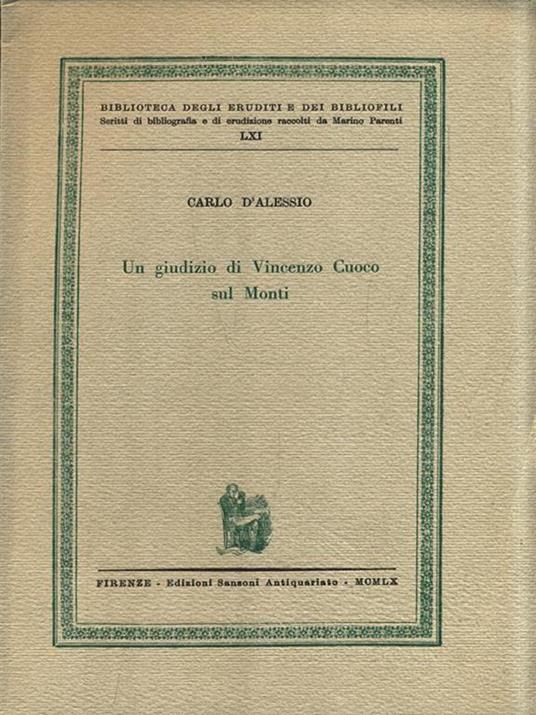 BIBLIOTECA DEGLI ERUDITI E DEI BIBLIOFILI
Scritti di bibliografia e di erudizione raccolti da Marino Parenti
LXI
CARLO D'ALESSIO
Un giudizio di Vincenzo Cuoco
sul Monti
FIRENZE - Edizioni Sansoni Antiquariato - MCMLX